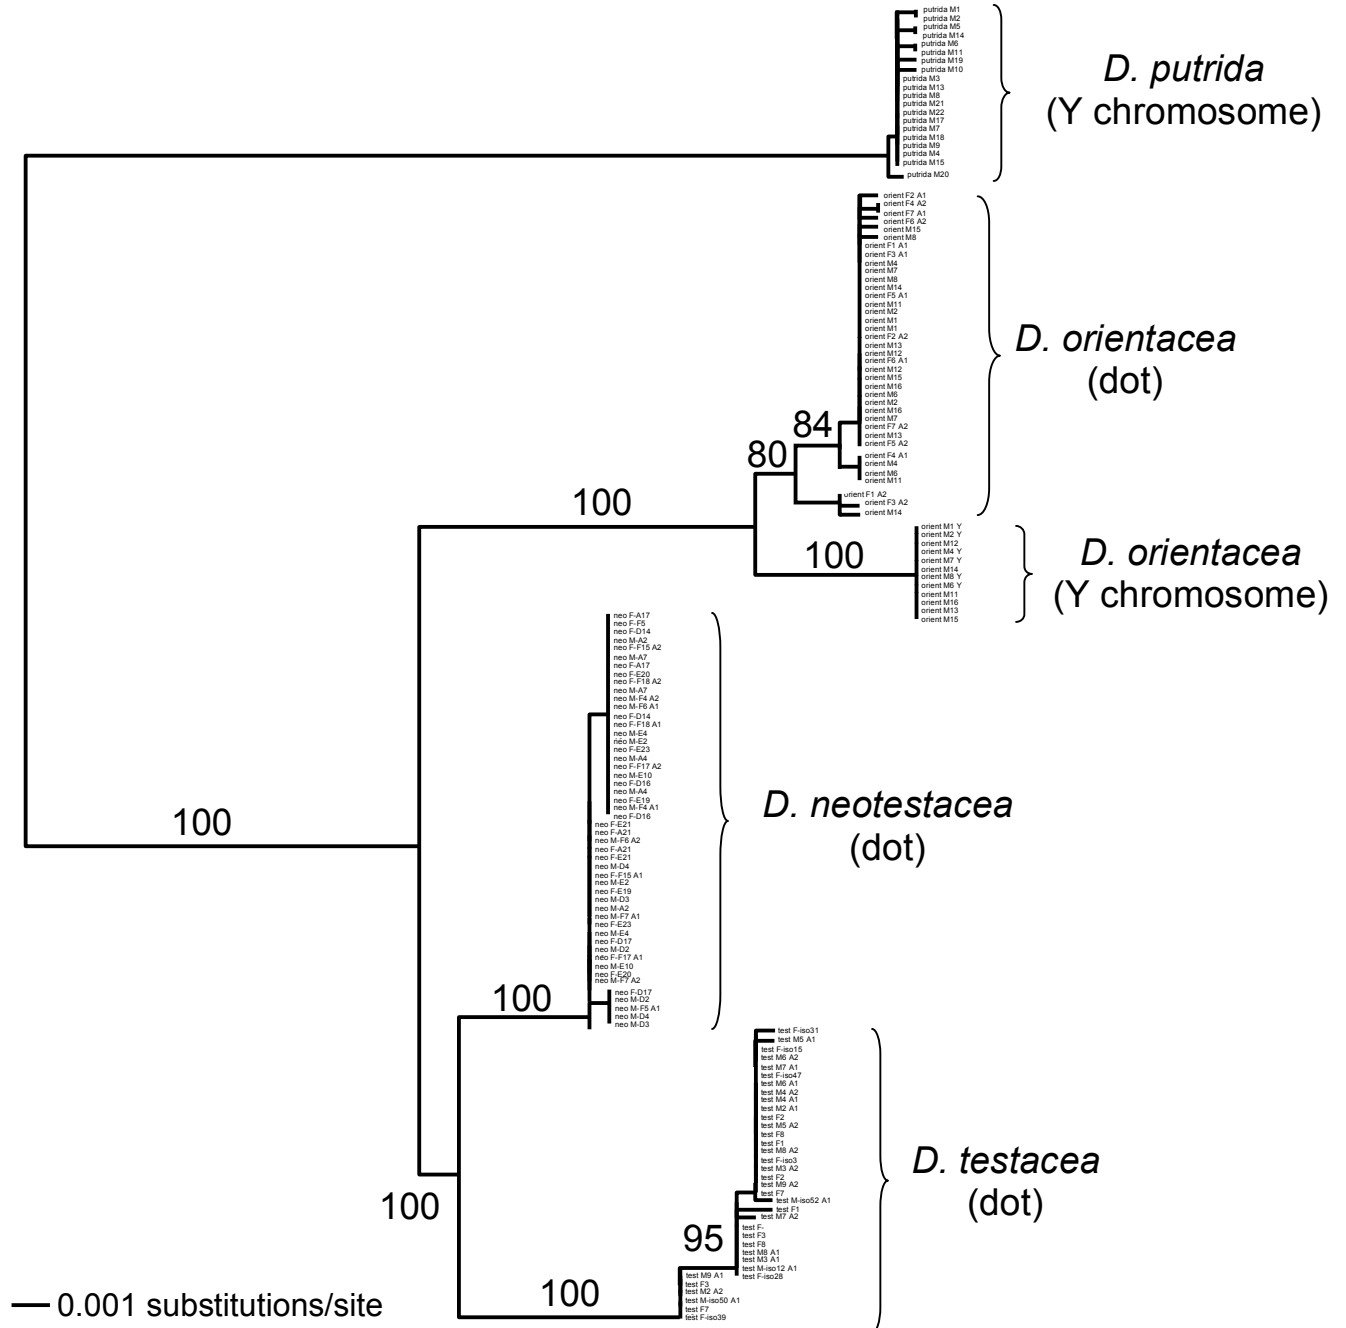 putrida M1
putrida M2
putrida M5
putrida M14
putrida M6
putrida M11
putrida M19
putrida M10
putrida M3
putrida M13
putrida M8
putrida M21
putrida M22
putrida M17
putrida M7
putrida M18
putrida M9
putrida M4
putrida M15
putrida M20
D. putrida
(Y chromosome)
orient F2 A1
orient F4 A2
orient F7 A1
orient F6 A2
orient M15
orient M8
orient F1 A1
orient F3 A1
orient M4
orient M7
orient M8
orient M14
orient F5 A1
orient M11
orient M2
orient M1
orient M1
orient F2 A2
orient M13
orient M12
orient F6 A1
orient M12
orient M15
orient M16
orient M6
orient M2
orient M16
orient M7
orient F7 A2
orient M13
orient F5 A2
orient F4 A1
orient M4
orient M6
orient M11
orient F1 A2
orient F3 A2
orient M14
D. orientacea
(dot)
84
80
100
100
orient M1 Y
orient M2 Y
orient M12
orient M4 Y
orient M7 Y
orient M14
orient M8 Y
orient M6 Y
orient M11
orient M16
orient M13
orient M15
D. orientacea
(Y chromosome)
neo F-A17
neo F-F5
neo F-D14
neo M-A2
neo F-F15 A2
neo M-A7
neo F-A17
neo F-E20
neo F-F18 A2
neo M-A7
neo M-F4 A2
neo M-F6 A1
neo F-D14
neo F-F18 A1
neo M-E4
neo M-E2
neo F-E23
neo M-A4
neo F-F17 A2
neo M-E10
neo F-D16
neo M-A4
neo F-E19
neo M-F4 A1
neo F-D16
neo F-E21
neo F-A21
neo M-F6 A2
neo F-A21
neo F-E21
neo M-D4
neo F-F15 A1
neo M-E2
neo F-E19
neo M-D3
neo M-A2
neo M-F7 A1
neo F-E23
neo M-E4
neo F-D17
neo M-D2
neo F-F17 A1
neo M-E10
neo F-E20
neo M-F7 A2
neo F-D17
neo M-D2
neo M-F5 A1
neo M-D4
neo M-D3
D. neotestacea
(dot)
100
100
100
test F-iso31
test M5 A1
test F-iso15
test M6 A2
test M7 A1
test F-iso47
test M6 A1
test M4 A2
test M4 A1
test M2 A1
test F2
test M5 A2
test F8
test F1
test M8 A2
test F-iso3
test M3 A2
test F2
test M9 A2
test F7
test M-iso52 A1
test F1
test M7 A2
test F-
test F3
test F8
test M8 A1
test M3 A1
test M-iso12 A1
test F-iso28
test M9 A1
test F3
test M2 A2
test M-iso50 A1
test F7
test F-iso39
D. testacea
(dot)
95
100
0.001 substitutions/site